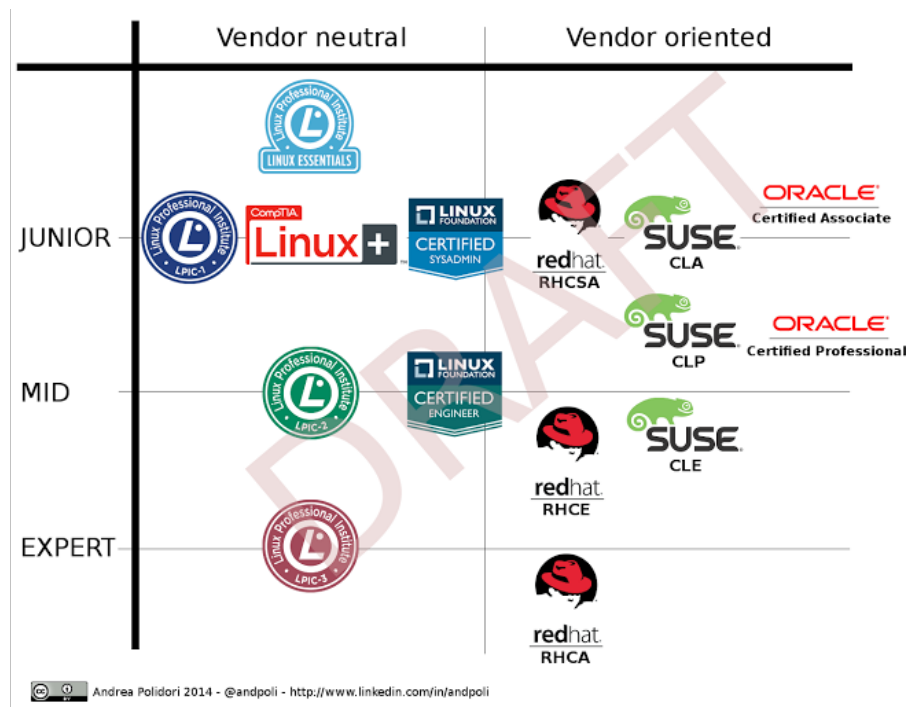 Vendor neutral
Vendor oriented
Linux Professional Institute
LINUX ESSENTIALS
JUNIOR
Linux Professional Institute
LPIC-1
CompTIA
Linux+
LINUX
FOUNDATION
CERTIFIED
SYSADMIN
redhat.
RHCSA
SUSE
CLA
ORACLE
Certified Associate
SUSE
CLP
ORACLE
Certified Professional
MID
Linux Professional Institute
LPIC-2
LINUX
FOUNDATION
CERTIFIED
ENGINEER
redhat.
RHCE
SUSE
CLE
EXPERT
Linux Professional Institute
LPIC-3
redhat.
RHCA
DRAFT
cc
BY
Andrea Polidori 2014 - @andpoli - http://www.linkedin.com/in/andpoli